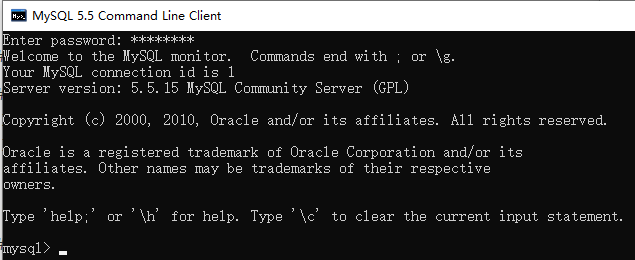 MySQL 5.5 Command Line Client
Enter password: ********
Welcome to the MySQL monitor.  Commands end with ; or \g.
Your MySQL connection id is 1
Server version: 5.5.15 MySQL Community Server (GPL)
Copyright (c) 2000, 2010, Oracle and/or its affiliates. All rights reserved.
Oracle is a registered trademark of Oracle Corporation and/or its
affiliates. Other names may be trademarks of their respective
owners.
Type 'help;' or '\h' for help. Type '\c' to clear the current input statement.
mysql> _